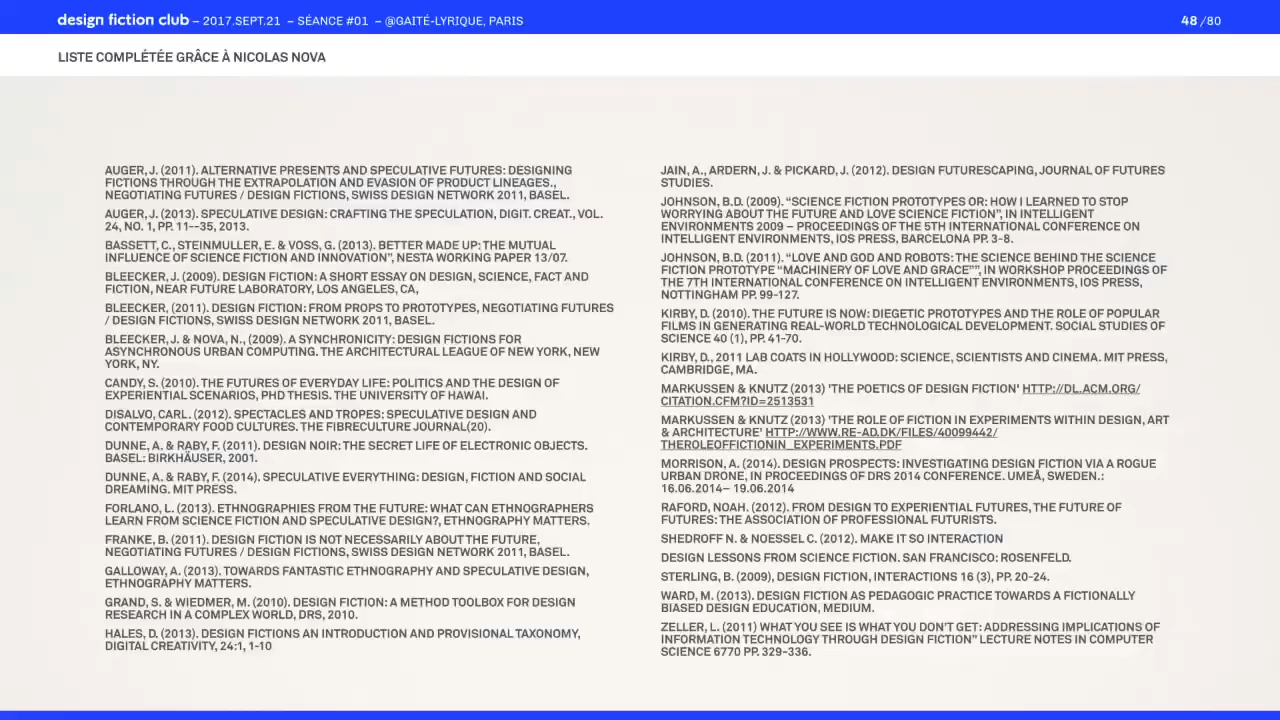 design fiction club – 2017.SEPT.21 – SÉANCE #01 – @GAITÉ-LYRIQUE, PARIS
48 /80
LISTE COMPLÉTÉE GRÂCE À NICOLAS NOVA
AUGER, J. (2011). ALTERNATIVE PRESENTS AND SPECULATIVE FUTURES: DESIGNING
FICTIONS THROUGH THE EXTRAPOLATION AND EVASION OF PRODUCT LINEAGES.,
NEGOTIATING FUTURES / DESIGN FICTIONS, SWISS DESIGN NETWORK 2011, BASEL.
AUGER, J. (2013). SPECULATIVE DESIGN: CRAFTING THE SPECULATION, DIGIT. CREAT., VOL.
24, NO. 1, PP. 11--35, 2013.
BASSETT, C., STEINMULLER, E. & VOSS, G. (2013). BETTER MADE UP: THE MUTUAL
INFLUENCE OF SCIENCE FICTION AND INNOVATION”, NESTA WORKING PAPER 13/07.
BLEECKER, J. (2009). DESIGN FICTION: A SHORT ESSAY ON DESIGN, SCIENCE, FACT AND
FICTION, NEAR FUTURE LABORATORY, LOS ANGELES, CA,
BLEECKER, (2011). DESIGN FICTION: FROM PROPS TO PROTOTYPES, NEGOTIATING FUTURES
/ DESIGN FICTIONS, SWISS DESIGN NETWORK 2011, BASEL.
BLEECKER, J. & NOVA, N., (2009). A SYNCHRONICITY: DESIGN FICTIONS FOR
ASYNCHRONOUS URBAN COMPUTING. THE ARCHITECTURAL LEAGUE OF NEW YORK, NEW
YORK, NY.
CANDY, S. (2010). THE FUTURES OF EVERYDAY LIFE: POLITICS AND THE DESIGN OF
EXPERIENTIAL SCENARIOS, PHD THESIS. THE UNIVERSITY OF HAWAI.
DISALVO, CARL. (2012). SPECTACLES AND TROPES: SPECULATIVE DESIGN AND
CONTEMPORARY FOOD CULTURES. THE FIBRECULTURE JOURNAL(20).
DUNNE, A. & RABY, F. (2011). DESIGN NOIR: THE SECRET LIFE OF ELECTRONIC OBJECTS.
BASEL: BIRKHÄUSER, 2001.
DUNNE, A. & RABY, F. (2014). SPECULATIVE EVERYTHING: DESIGN, FICTION AND SOCIAL
DREAMING. MIT PRESS.
FORLANO, L. (2013). ETHNOGRAPHIES FROM THE FUTURE: WHAT CAN ETHNOGRAPHERS
LEARN FROM SCIENCE FICTION AND SPECULATIVE DESIGN?, ETHNOGRAPHY MATTERS.
FRANKE, B. (2011). DESIGN FICTION IS NOT NECESSARILY ABOUT THE FUTURE,
NEGOTIATING FUTURES / DESIGN FICTIONS, SWISS DESIGN NETWORK 2011, BASEL.
GALLOWAY, A. (2013). TOWARDS FANTASTIC ETHNOGRAPHY AND SPECULATIVE DESIGN,
ETHNOGRAPHY MATTERS.
GRAND, S. & WIEDMER, M. (2010). DESIGN FICTION: A METHOD TOOLBOX FOR DESIGN
RESEARCH IN A COMPLEX WORLD, DRS, 2010.
HALES, D. (2013). DESIGN FICTIONS AN INTRODUCTION AND PROVISIONAL TAXONOMY,
DIGITAL CREATIVITY, 24:1, 1-10
JAIN, A., ARDERN, J. & PICKARD, J. (2012). DESIGN FUTURESCAPING, JOURNAL OF FUTURES
STUDIES.
JOHNSON, B.D. (2009). “SCIENCE FICTION PROTOTYPES OR: HOW I LEARNED TO STOP
WORRYING ABOUT THE FUTURE AND LOVE SCIENCE FICTION”, IN INTELLIGENT
ENVIRONMENTS 2009 – PROCEEDINGS OF THE 5TH INTERNATIONAL CONFERENCE ON
INTELLIGENT ENVIRONMENTS, IOS PRESS, BARCELONA PP. 3-8.
JOHNSON, B.D. (2011). “LOVE AND GOD AND ROBOTS: THE SCIENCE BEHIND THE SCIENCE
FICTION PROTOTYPE “MACHINERY OF LOVE AND GRACE””, IN WORKSHOP PROCEEDINGS OF
THE 7TH INTERNATIONAL CONFERENCE ON INTELLIGENT ENVIRONMENTS, IOS PRESS,
NOTTINGHAM PP. 99-127.
KIRBY, D. (2010). THE FUTURE IS NOW: DIEGETIC PROTOTYPES AND THE ROLE OF POPULAR
FILMS IN GENERATING REAL-WORLD TECHNOLOGICAL DEVELOPMENT. SOCIAL STUDIES OF
SCIENCE 40 (1), PP. 41-70.
KIRBY, D., 2011 LAB COATS IN HOLLYWOOD: SCIENCE, SCIENTISTS AND CINEMA. MIT PRESS,
CAMBRIDGE, MA.
MARKUSSEN & KNUTZ (2013) 'THE POETICS OF DESIGN FICTION' HTTP://DL.ACM.ORG/
CITATION.CFM?ID=2513531
MARKUSSEN & KNUTZ (2013) 'THE ROLE OF FICTION IN EXPERIMENTS WITHIN DESIGN, ART
& ARCHITECTURE' HTTP://WWW.RE-AD.DK/FILES/40099442/
THEROLEOFFICTIONIN_EXPERIMENTS.PDF
MORRISON, A. (2014). DESIGN PROSPECTS: INVESTIGATING DESIGN FICTION VIA A ROGUE
URBAN DRONE, IN PROCEEDINGS OF DRS 2014 CONFERENCE. UMEÅ, SWEDEN.:
16.06.2014– 19.06.2014
RAFORD, NOAH. (2012). FROM DESIGN TO EXPERIENTIAL FUTURES, THE FUTURE OF
FUTURES: THE ASSOCIATION OF PROFESSIONAL FUTURISTS.
SHEDROFF N. & NOESSEL C. (2012). MAKE IT SO INTERACTION
DESIGN LESSONS FROM SCIENCE FICTION. SAN FRANCISCO: ROSENFELD.
STERLING, B. (2009), DESIGN FICTION, INTERACTIONS 16 (3), PP. 20-24.
WARD, M. (2013). DESIGN FICTION AS PEDAGOGIC PRACTICE TOWARDS A FICTIONALLY
BIASED DESIGN EDUCATION, MEDIUM.
ZELLER, L. (2011) WHAT YOU SEE IS WHAT YOU DON'T GET: ADDRESSING IMPLICATIONS OF
INFORMATION TECHNOLOGY THROUGH DESIGN FICTION” LECTURE NOTES IN COMPUTER
SCIENCE 6770 PP. 329-336.